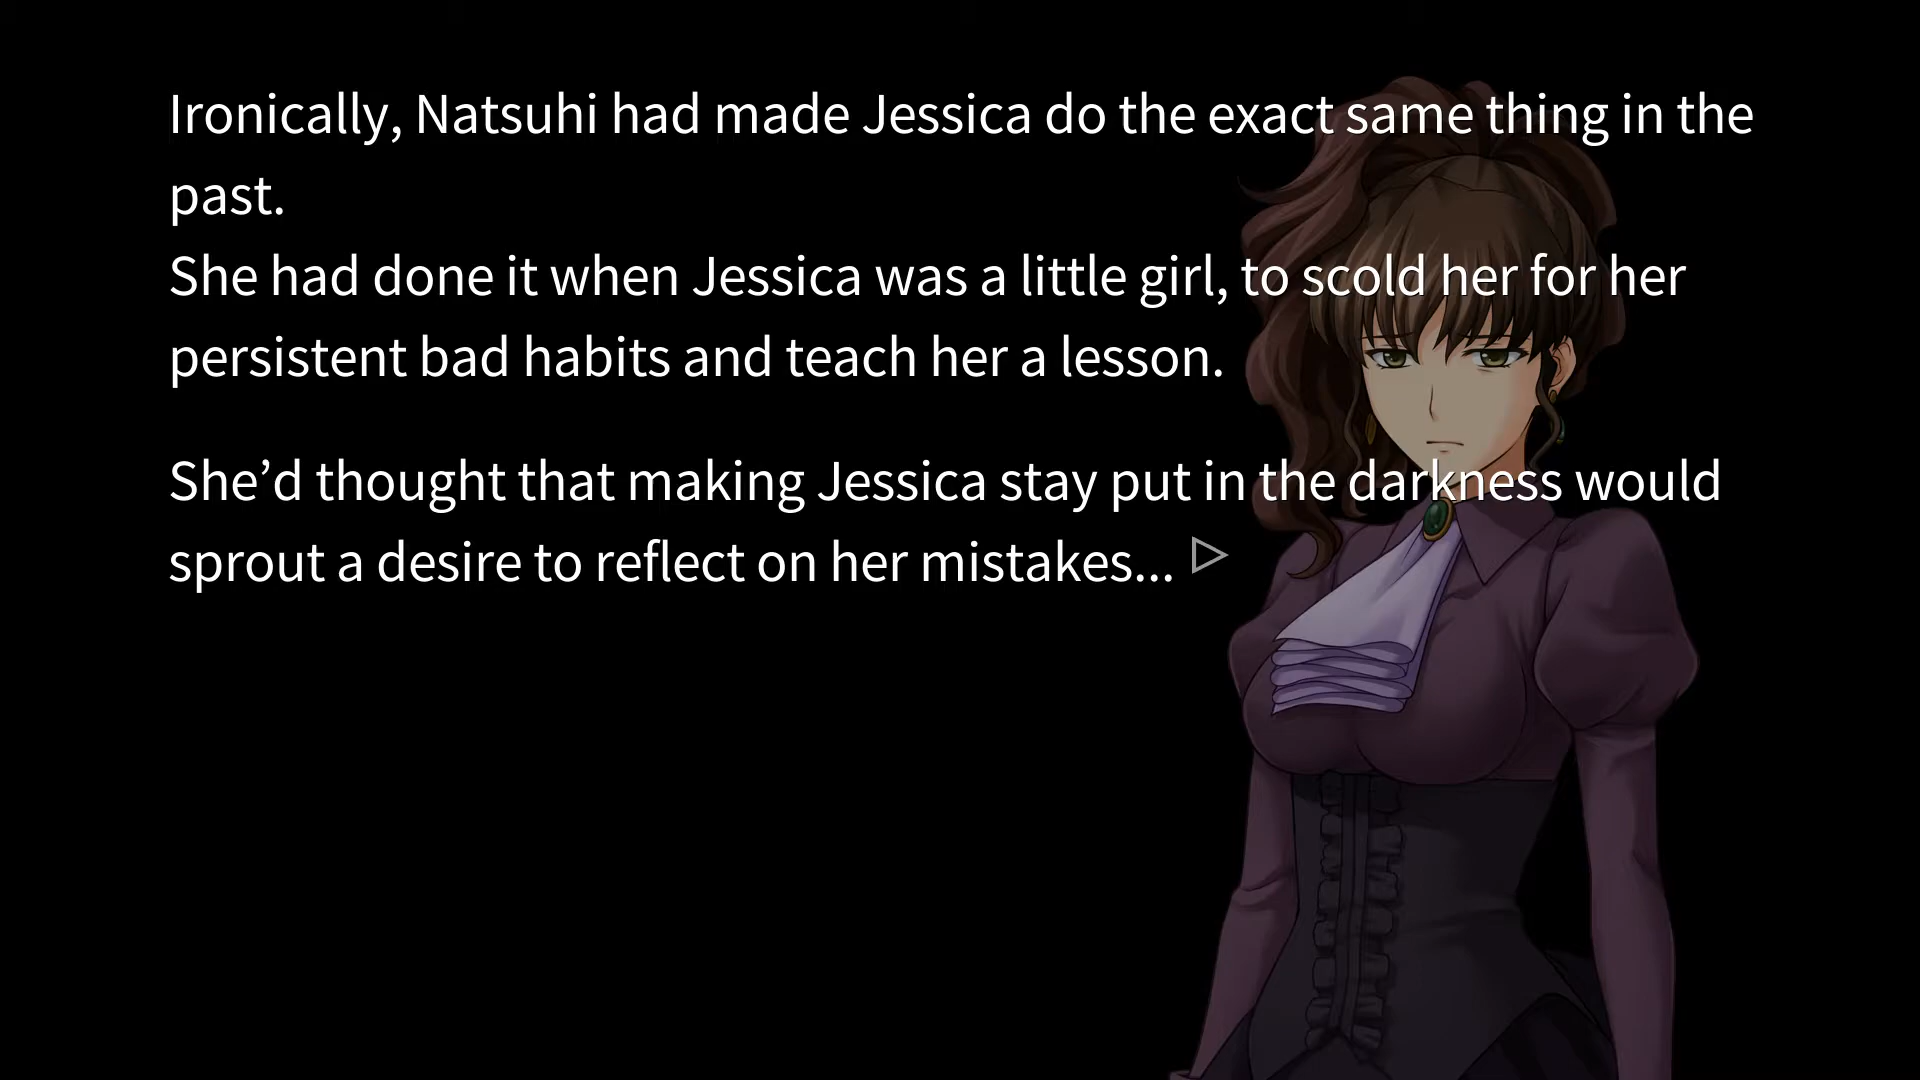 Ironically, Natsuhi had made Jessica do the exact same thing in the
past.
She had done it when Jessica was a little girl, to scold her for her
persistent bad habits and teach her a lesson.
She’d thought that making Jessica stay put in the darkness would
sprout a desire to reflect on her mistakes...